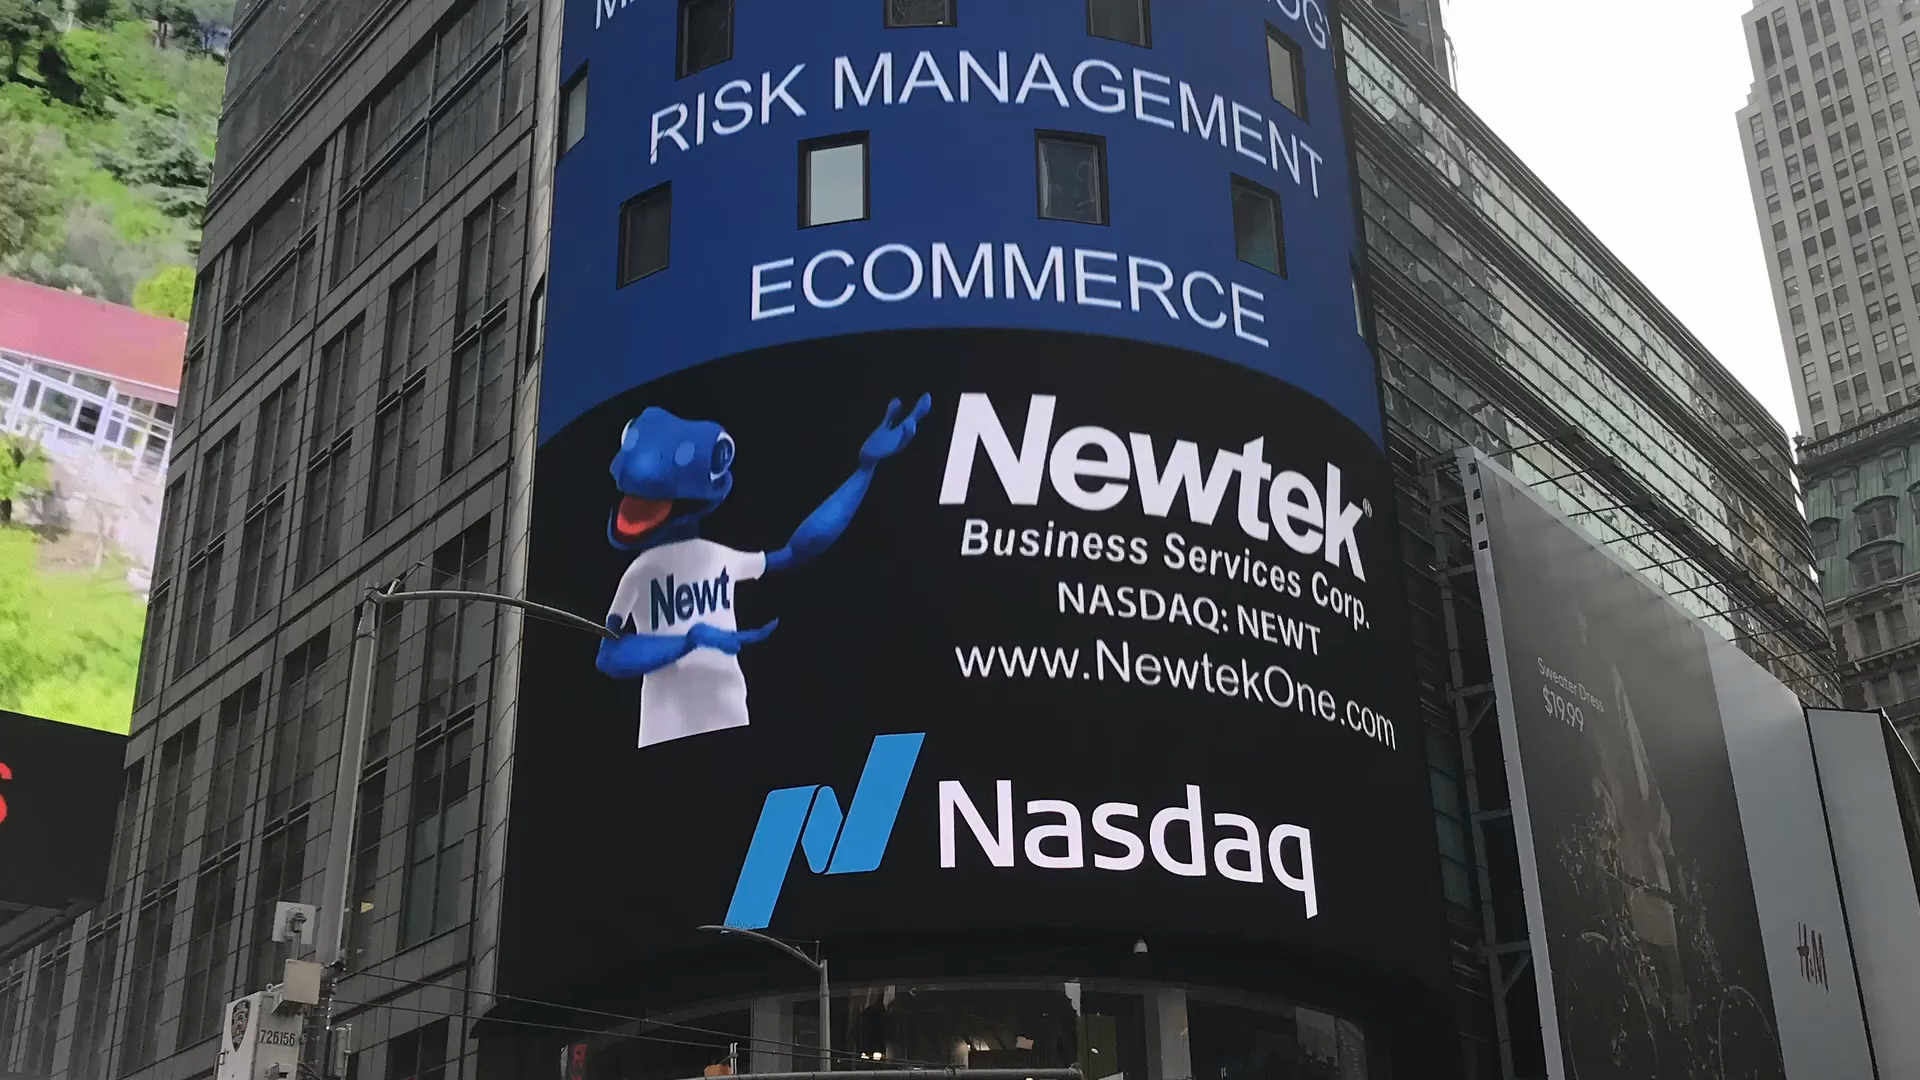 RISK MANAGEMENT
ECOMMERCE
Newtek®
Business Services Corp.
NASDAQ: NEWT
www.NewtekOne.com
Newt
Nasdaq
Sweater Dress
$19.99
H&M
726156